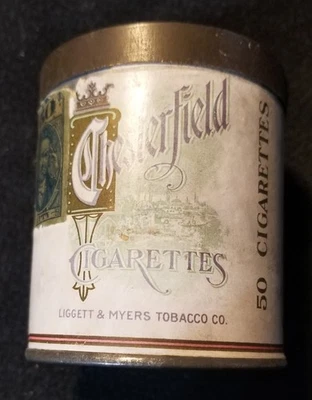 Chesterfield
CIGARETTES
LIGGETT & MYERS TOBACCO CO.
50 CIGARETTES